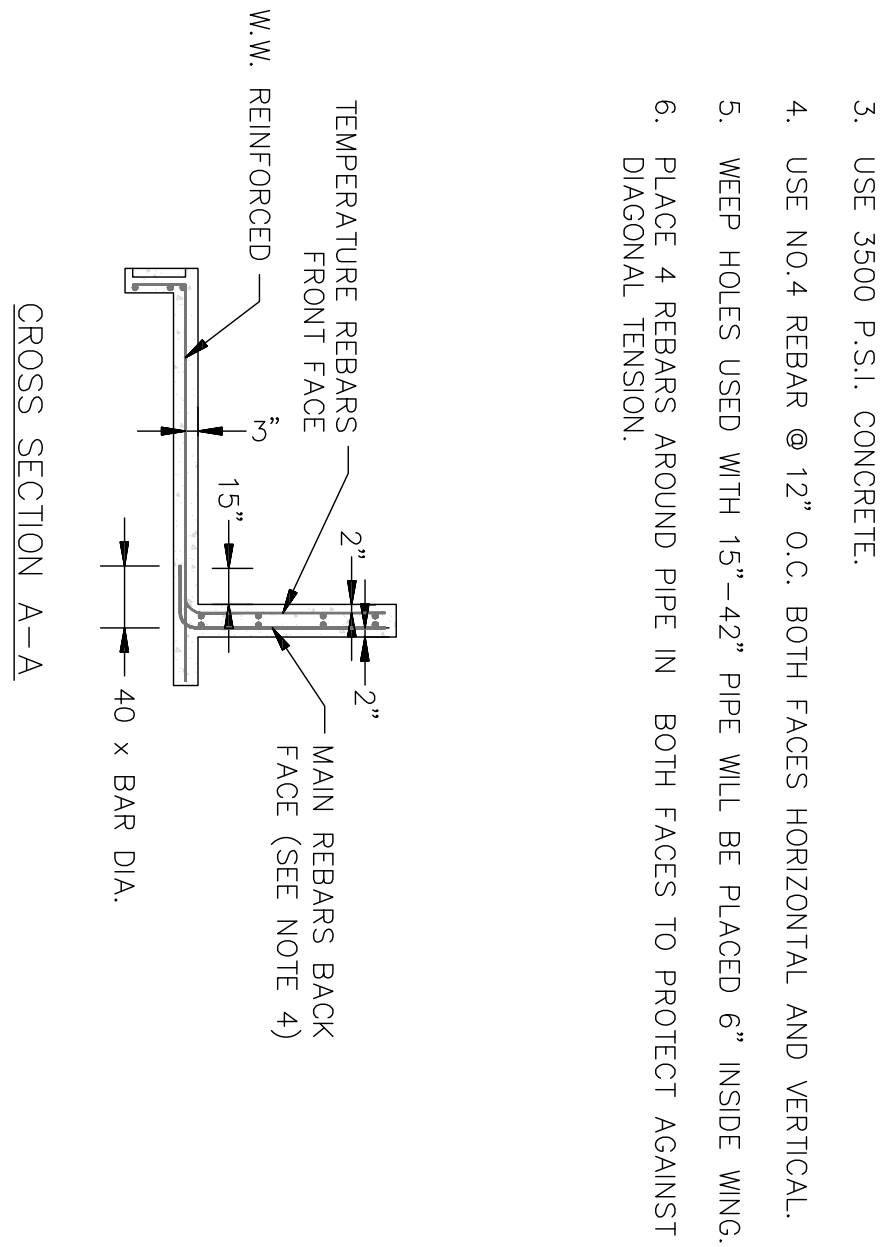 3. USE 3500 P.S.I. CONCRETE.
4. USE NO.4 REBAR @ 12" O.C. BOTH FACES HORIZONTAL AND VERTICAL.
5. WEEP HOLES USED WITH 15"-42" PIPE WILL BE PLACED 6" INSIDE WING.
6. PLACE 4 REBARS AROUND PIPE IN BOTH FACES TO PROTECT AGAINST
DIAGONAL TENSION.
TEMPERATURE REBARS
FRONT FACE
W.W. REINFORCED
2"
2"
3"
15"
MAIN REBARS BACK
FACE (SEE NOTE 4)
40 x BAR DIA.
CROSS SECTION A-A